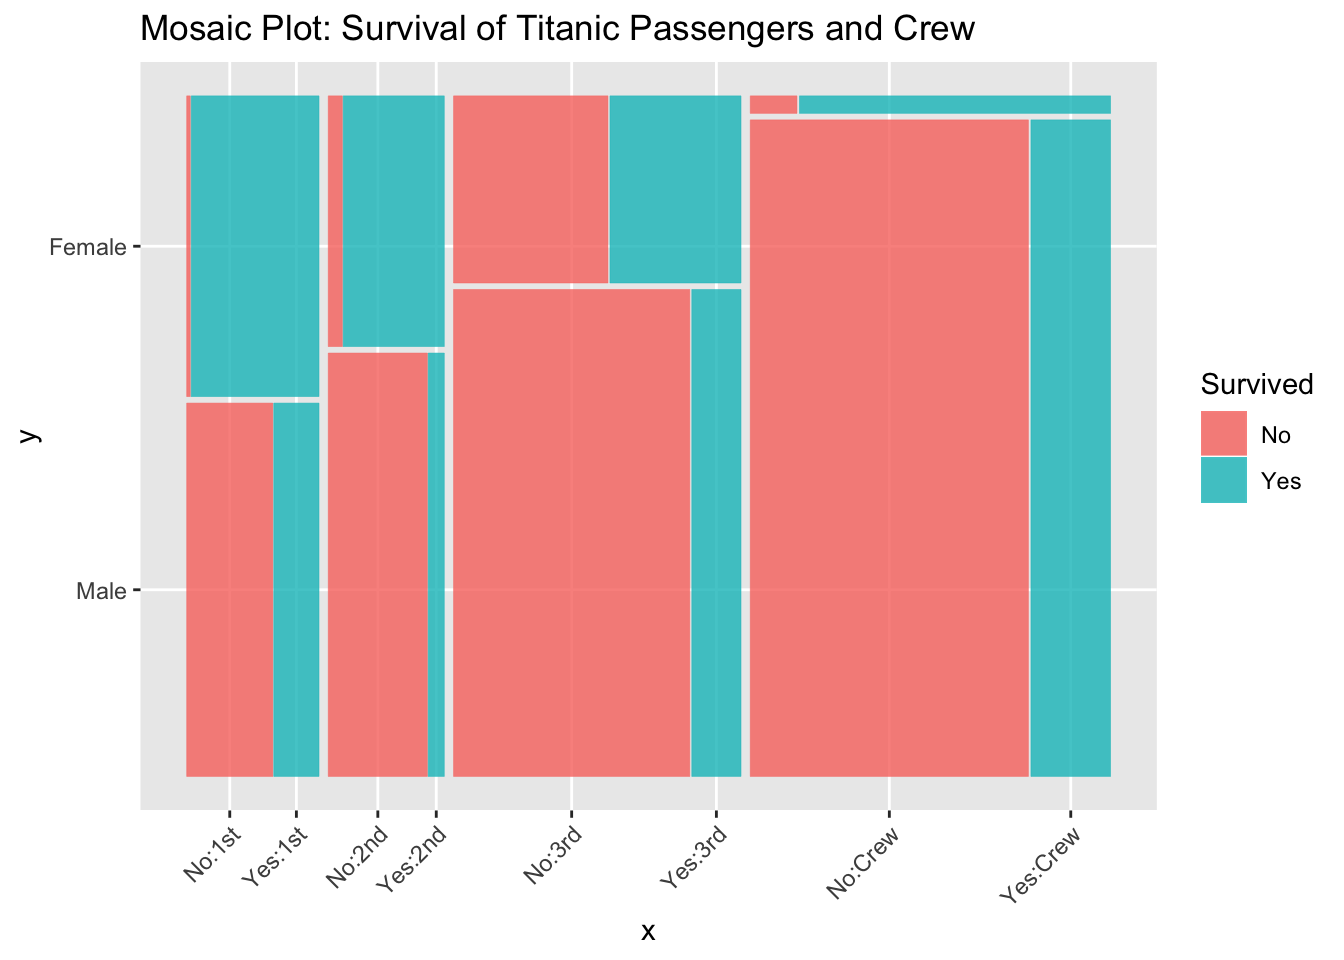 Mosaic Plot: Survival of Titanic Passengers and Crew
Female
Male
y
No:1st
Yes:1st
No:2nd
Yes:2nd
No:3rd
Yes:3rd
No:Crew
Yes:Crew
x
Survived
No
Yes